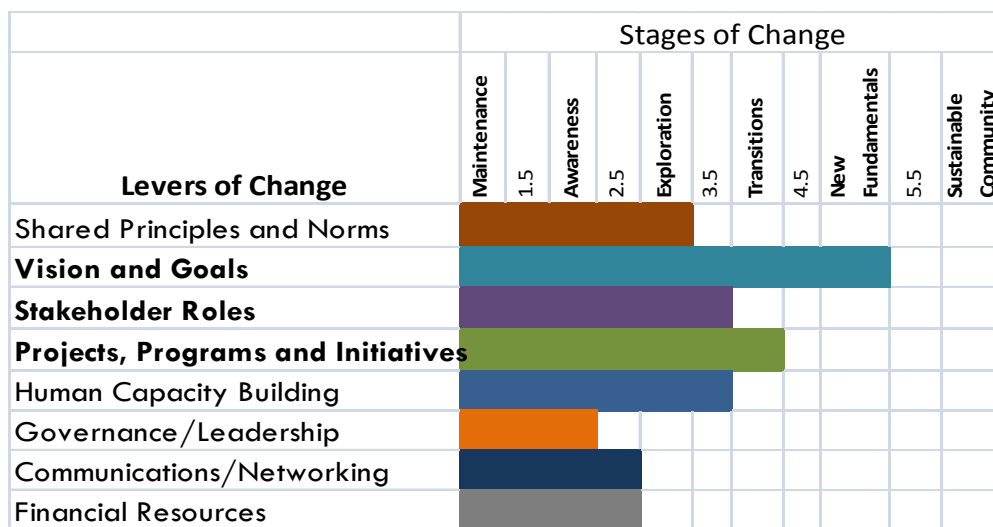 Stages of Change
Levers of Change
Maintenance
1.5
Awareness
2.5
Exploration
3.5
Transitions
4.5
New
Fundamentals
5.5
Sustainable
Community
Shared Principles and Norms
Vision and Goals
Stakeholder Roles
Projects, Programs and Initiatives
Human Capacity Building
Governance/Leadership
Communications/Networking
Financial Resources